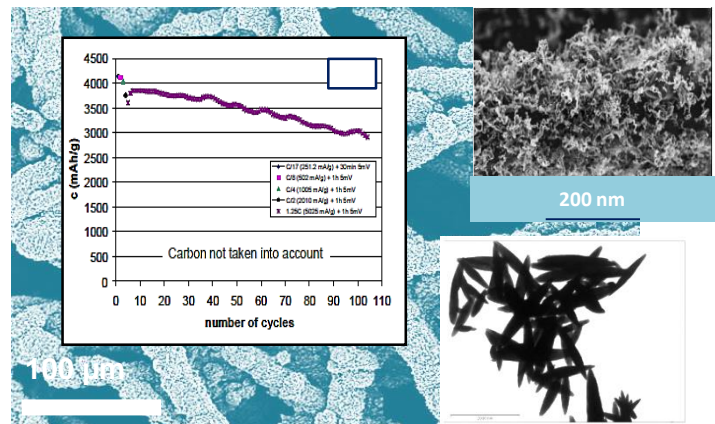 4500
4000
3500
3000
2500
2000
1500
1000
500
0
c (mAh/g)
C/17 (251.2 mA/g) + 30min 5mV
C/8 (502 mA/g) + 1h 5mV
C/4 (1005 mA/g) + 1h 5mV
C/2 (2010 mA/g) + 1h 5mV
1.25C (5025 mA/g) + 1h 5mV
Carbon not taken into account
0 10 20 30 40 50 60 70 80 90 100 110
number of cycles
100 µm
200 nm